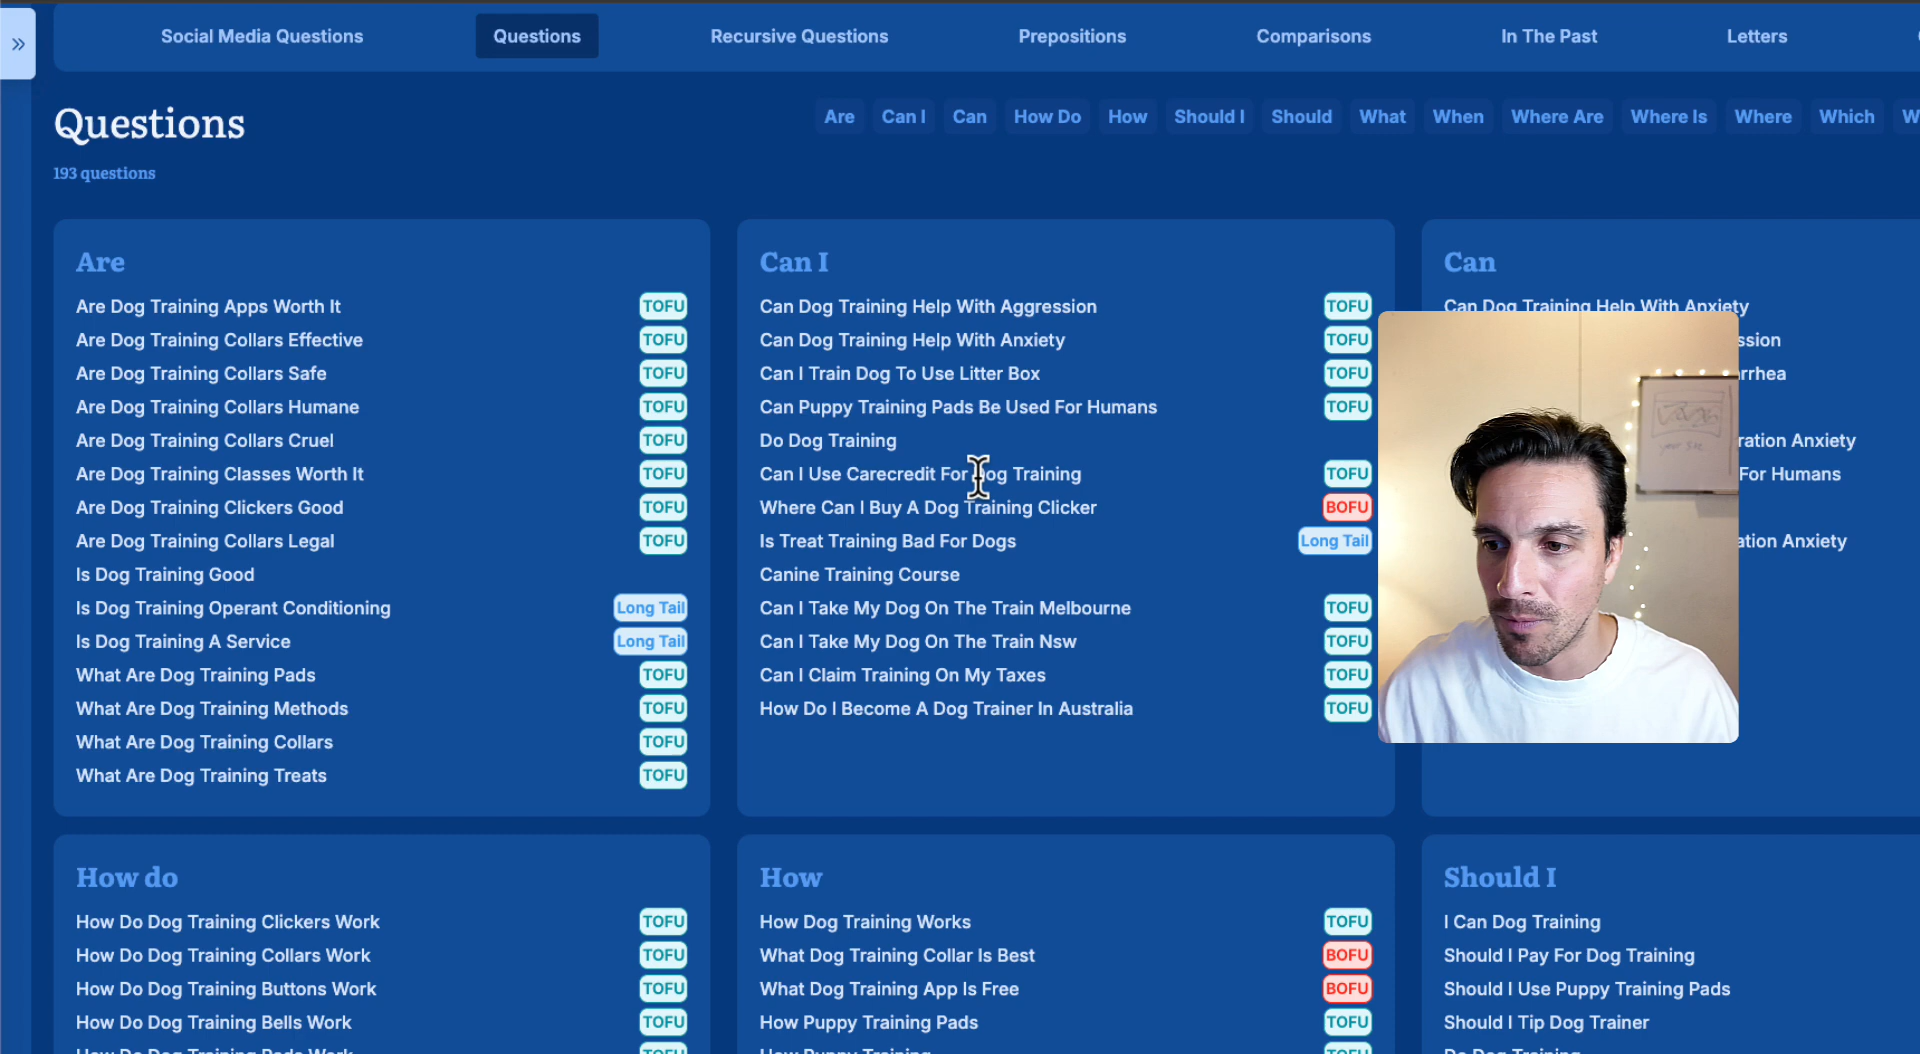 Social Media Questions
Questions
Recursive Questions
Prepositions
Comparisons
In The Past
Letters
Questions
193 questions
Are
Can I
Can
How Do
How
Should I
Should
What
When
Where Are
Where Is
Where
Which
W
Are
Are Dog Training Apps Worth It TOFU
Are Dog Training Collars Effective TOFU
Are Dog Training Collars Safe TOFU
Are Dog Training Collars Humane TOFU
Are Dog Training Collars Cruel TOFU
Are Dog Training Classes Worth It TOFU
Are Dog Training Clickers Good TOFU
Are Dog Training Collars Legal TOFU
Is Dog Training Good
Is Dog Training Operant Conditioning Long Tail
Is Dog Training A Service Long Tail
What Are Dog Training Pads TOFU
What Are Dog Training Methods TOFU
What Are Dog Training Collars TOFU
What Are Dog Training Treats TOFU
Can I
Can Dog Training Help With Aggression TOFU
Can Dog Training Help With Anxiety TOFU
Can I Train Dog To Use Litter Box TOFU
Can Puppy Training Pads Be Used For Humans TOFU
Do Dog Training
Can I Use Carecredit For Dog Training TOFU
Where Can I Buy A Dog Training Clicker BOFU
Is Treat Training Bad For Dogs Long Tail
Canine Training Course
Can I Take My Dog On The Train Melbourne TOFU
Can I Take My Dog On The Train Nsw TOFU
Can I Claim Training On My Taxes TOFU
How Do I Become A Dog Trainer In Australia TOFU
Can
Can Dog Training Help With Anxiety
ssion
rrhea
ration Anxiety
For Humans
ation Anxiety
How do
How Do Dog Training Clickers Work TOFU
How Do Dog Training Collars Work TOFU
How Do Dog Training Buttons Work TOFU
How Do Dog Training Bells Work TOFU
How Do Dog Training Pads Work TOFU
How
How Dog Training Works TOFU
What Dog Training Collar Is Best BOFU
What Dog Training App Is Free BOFU
How Puppy Training Pads TOFU
How Puppy Training TOFU
Should I
I Can Dog Training
Should I Pay For Dog Training
Should I Use Puppy Training Pads
Should I Tip Dog Trainer
Do Dog Training